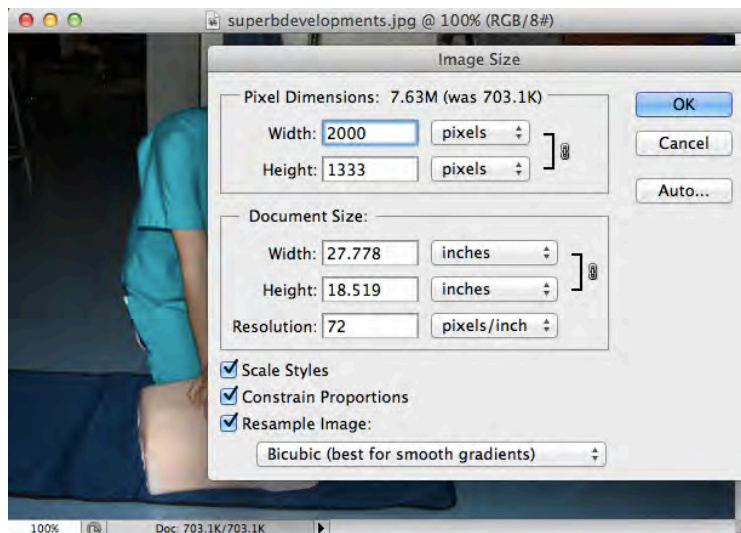 superbdevelopments.jpg @ 100% (RGB/8#)
Image Size
Pixel Dimensions: 7.63M (was 703.1K)
Width: 2000 pixels
Height: 1333 pixels
OK
Cancel
Auto...
Document Size:
Width: 27.778 inches
Height: 18.519 inches
Resolution: 72 pixels/inch
Scale Styles
Constrain Proportions
Resample Image:
Bicubic (best for smooth gradients)
100% Doc: 703.1K/703.1K